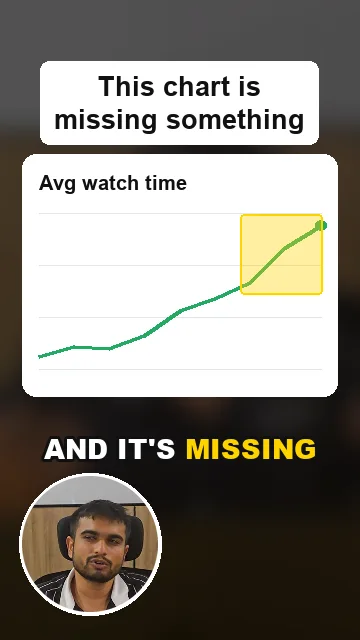 This chart is
missing something
Avg watch time
AND IT'S MISSING